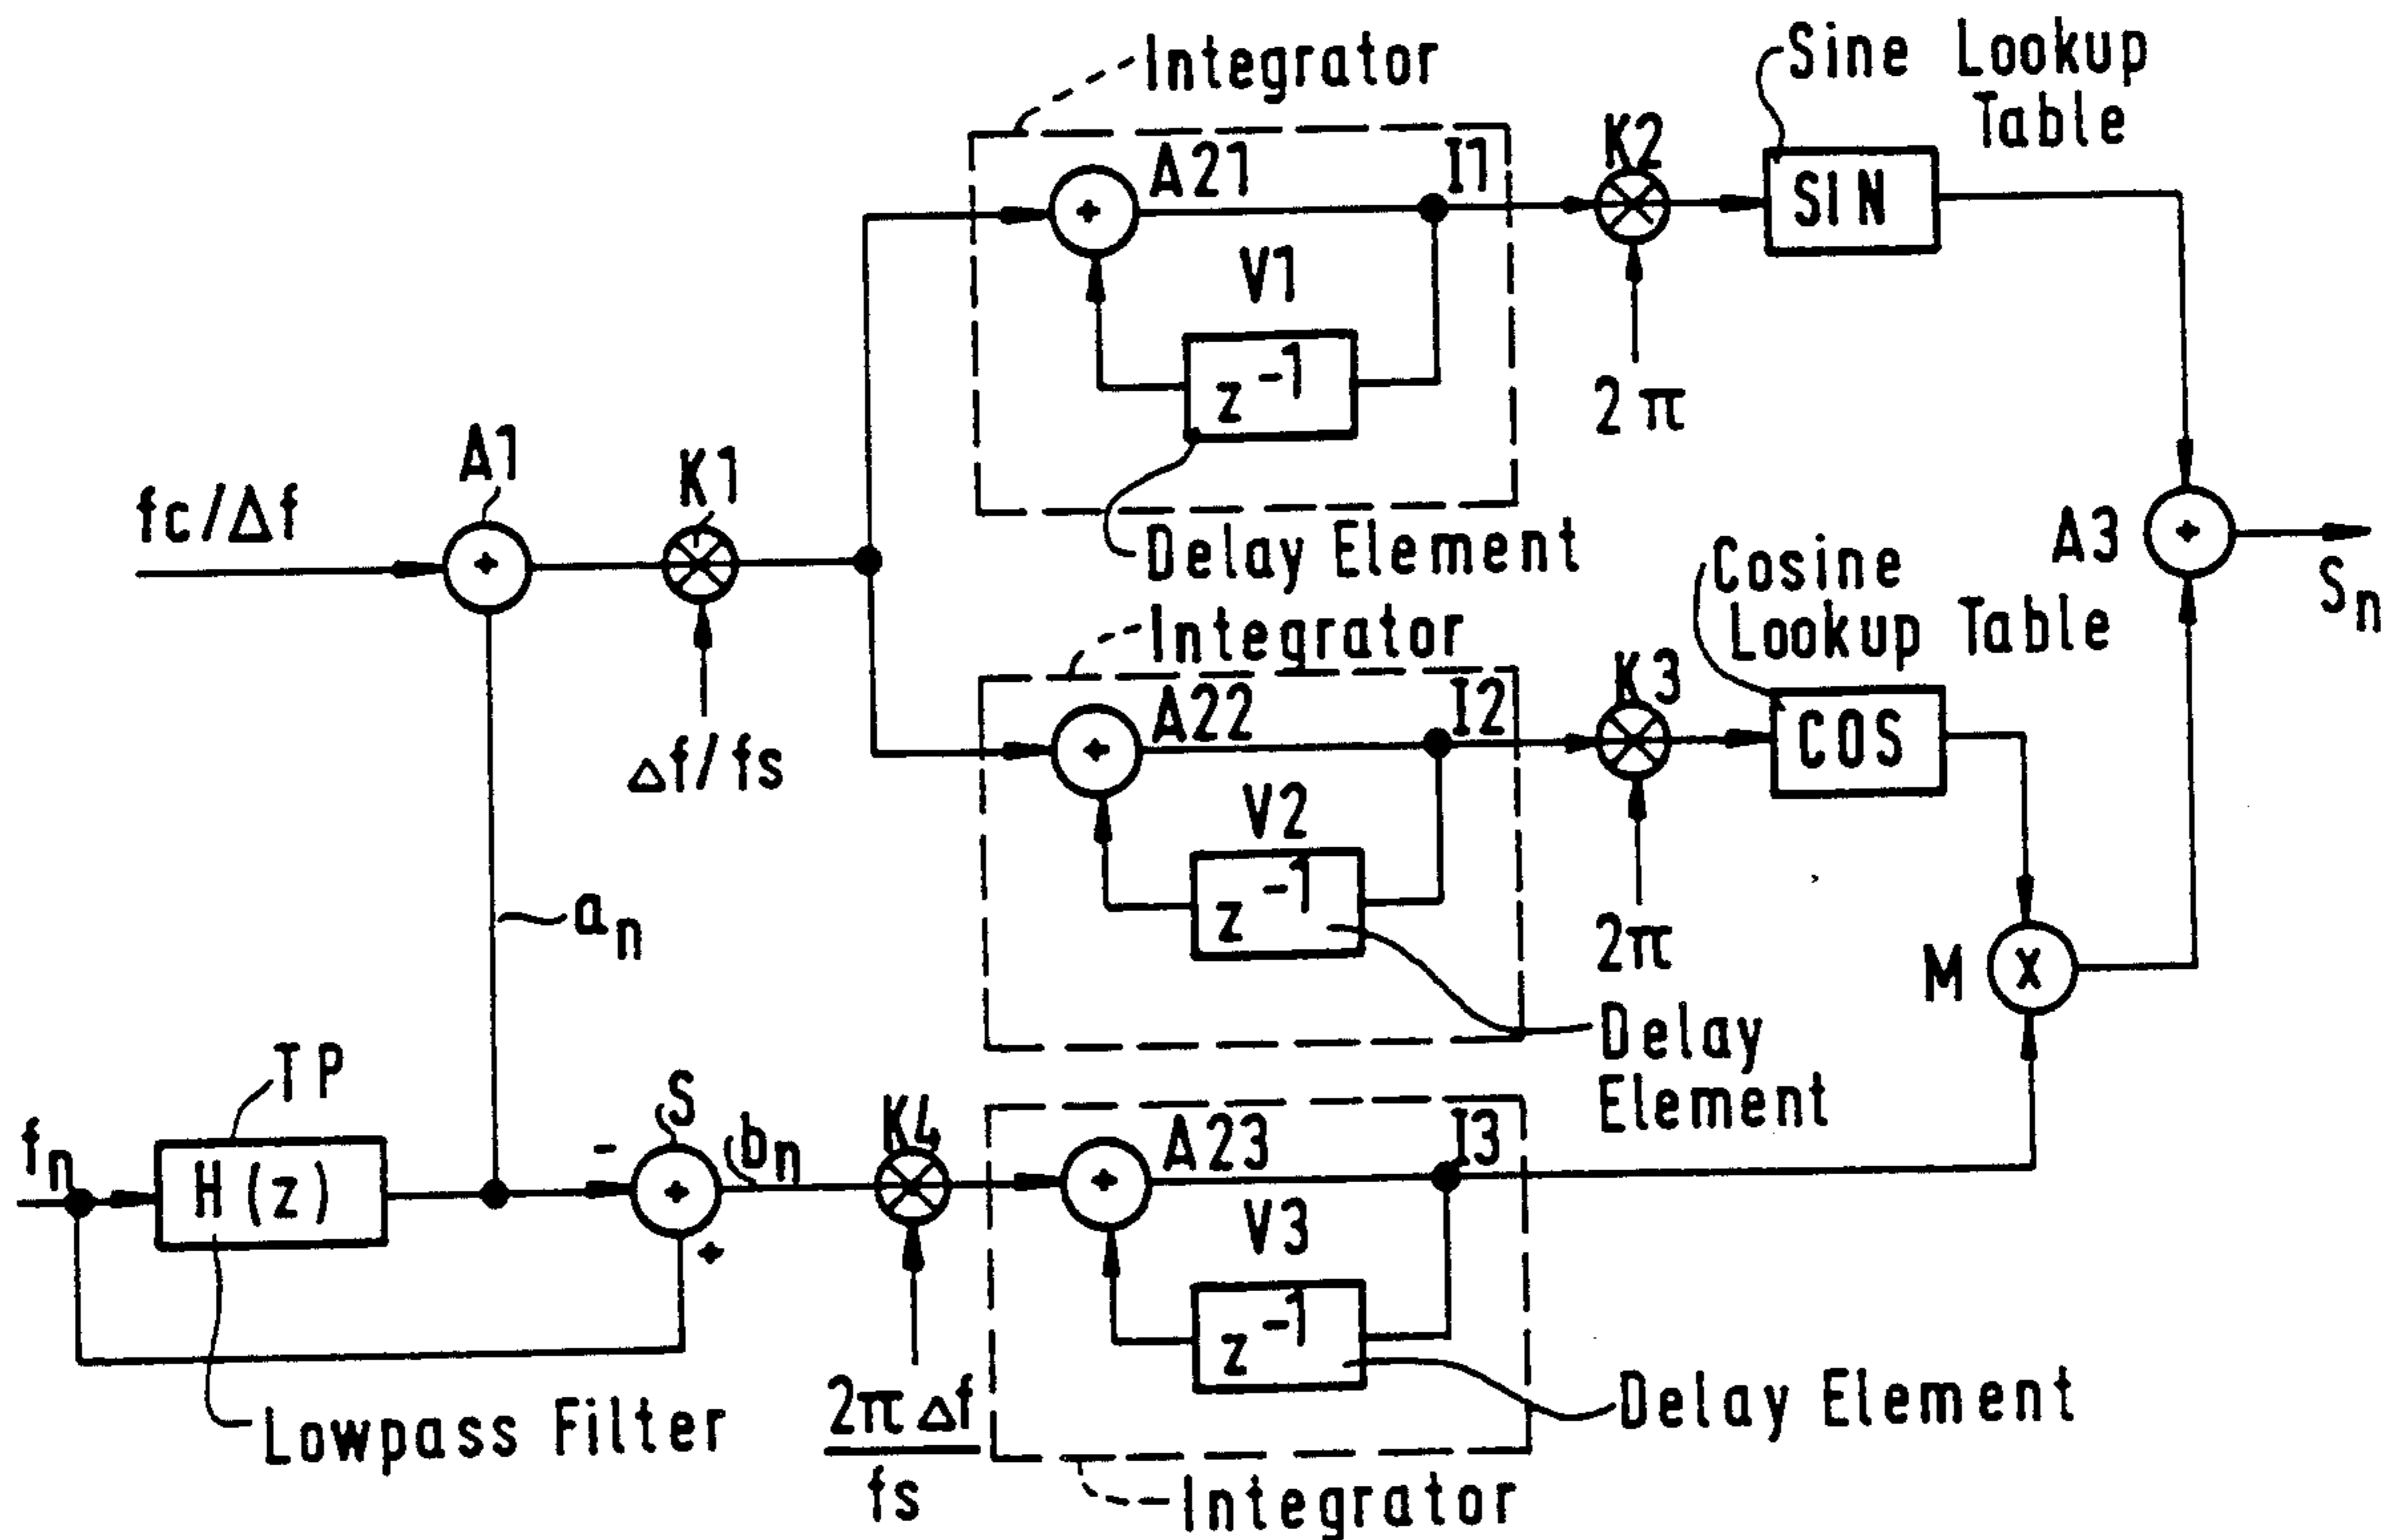 Integrator
Sine Lookup
Table
A21
I1
K2
SIN
V1
z⁻¹
2π
A1
K1
fc/Δf
Delay Element
A3
Sₙ
Cosine
Lookup Table
Integrator
Δf/fs
A22
I2
K3
COS
V2
z⁻¹
2π
aₙ
M
X
Delay
Element
TP
fₙ
H(z)
-
S
bₙ
K4
+
A23
I3
V3
z⁻¹
2πΔf
fs
Lowpass Filter
Delay Element
Integrator
+
+
+
+
+
+